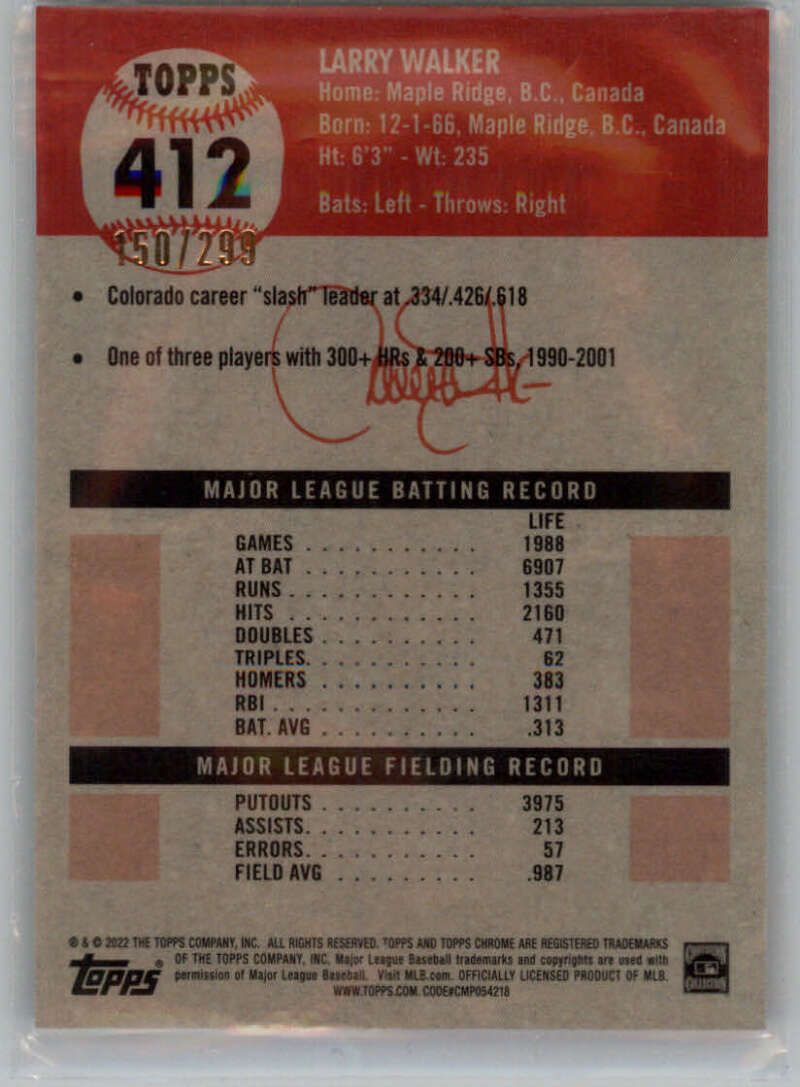 TOPPS
412
150/299
LARRY WALKER
Home: Maple Ridge, B.C., Canada
Born: 12-1-66, Maple Ridge, B.C., Canada
Ht: 6'3" - Wt: 235
Bats: Left - Throws: Right
• Colorado career "slash" leader at .334/.426/.618
• One of three players with 300+ HRs & 200+ SBs, 1990-2001
MAJOR LEAGUE BATTING RECORD
LIFE
GAMES . . . . . . . . . . . 1988
AT BAT . . . . . . . . . . . 6907
RUNS . . . . . . . . . . . . 1355
HITS . . . . . . . . . . . . 2160
DOUBLES . . . . . . . . . . 471
TRIPLES. . . . . . . . . . . 62
HOMERS . . . . . . . . . . 383
RBI . . . . . . . . . . . . . 1311
BAT. AVG . . . . . . . . . . .313
MAJOR LEAGUE FIELDING RECORD
PUTOUTS . . . . . . . . . . 3975
ASSISTS. . . . . . . . . . . 213
ERRORS. . . . . . . . . . . 57
FIELD AVG . . . . . . . . . .987
® & © 2022 THE TOPPS COMPANY, INC. ALL RIGHTS RESERVED. TOPPS AND TOPPS CHROME ARE REGISTERED TRADEMARKS
OF THE TOPPS COMPANY, INC. Major League Baseball trademarks and copyrights are used with
permission of Major League Baseball. Visit MLB.com. OFFICIALLY LICENSED PRODUCT OF MLB.
WWW.TOPPS.COM. CODE#CMP054218
Topps®